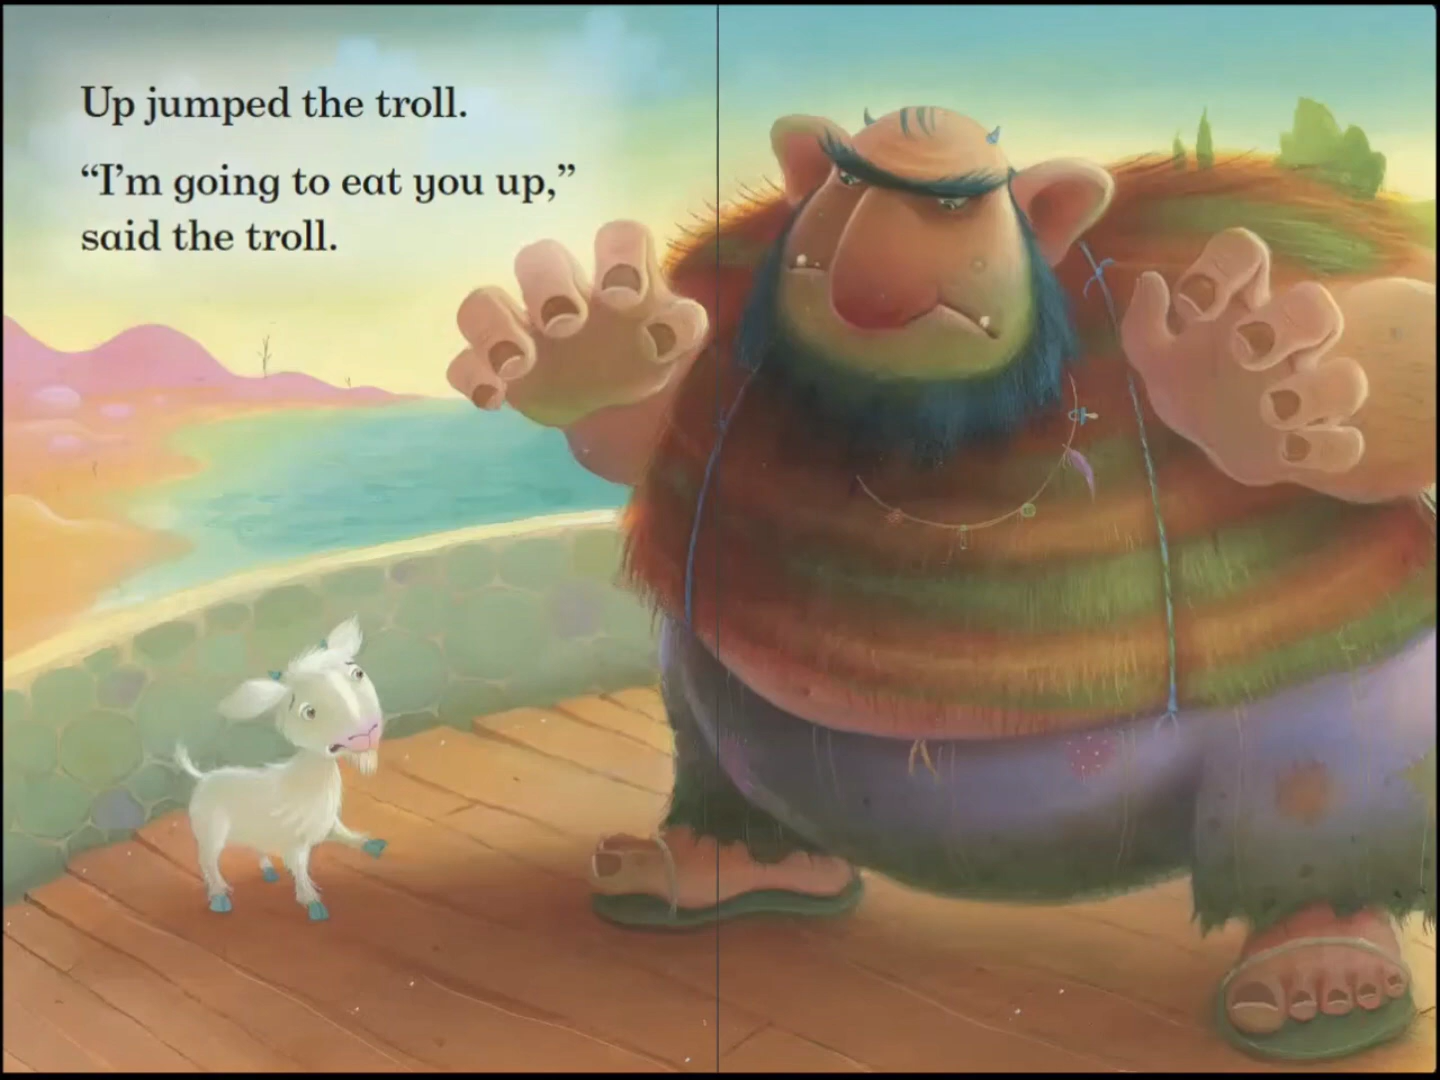 Up jumped the troll.
“I’m going to eat you up,”
said the troll.